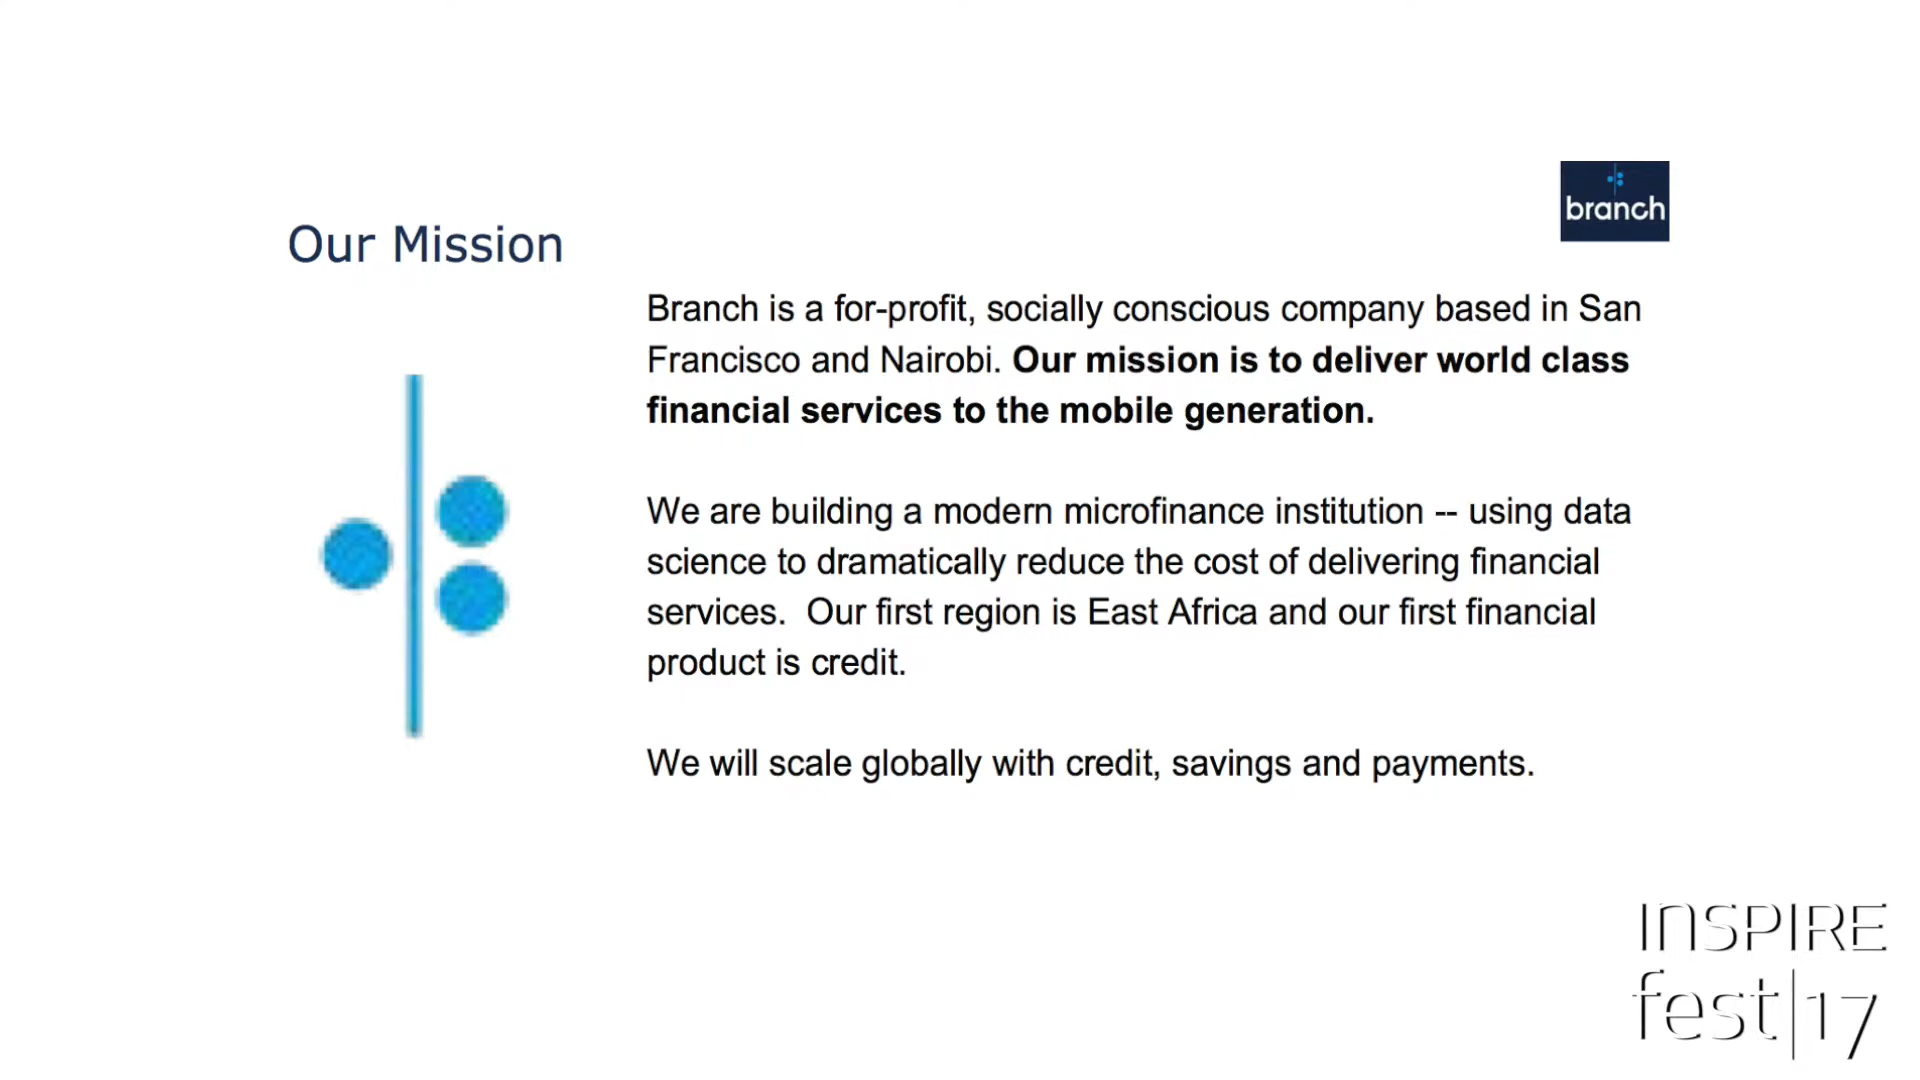 branch
Our Mission
Branch is a for-profit, socially conscious company based in San
Francisco and Nairobi. Our mission is to deliver world class
financial services to the mobile generation.
We are building a modern microfinance institution -- using data
science to dramatically reduce the cost of delivering financial
services.  Our first region is East Africa and our first financial
product is credit.
We will scale globally with credit, savings and payments.
INSPIRE
fest|17